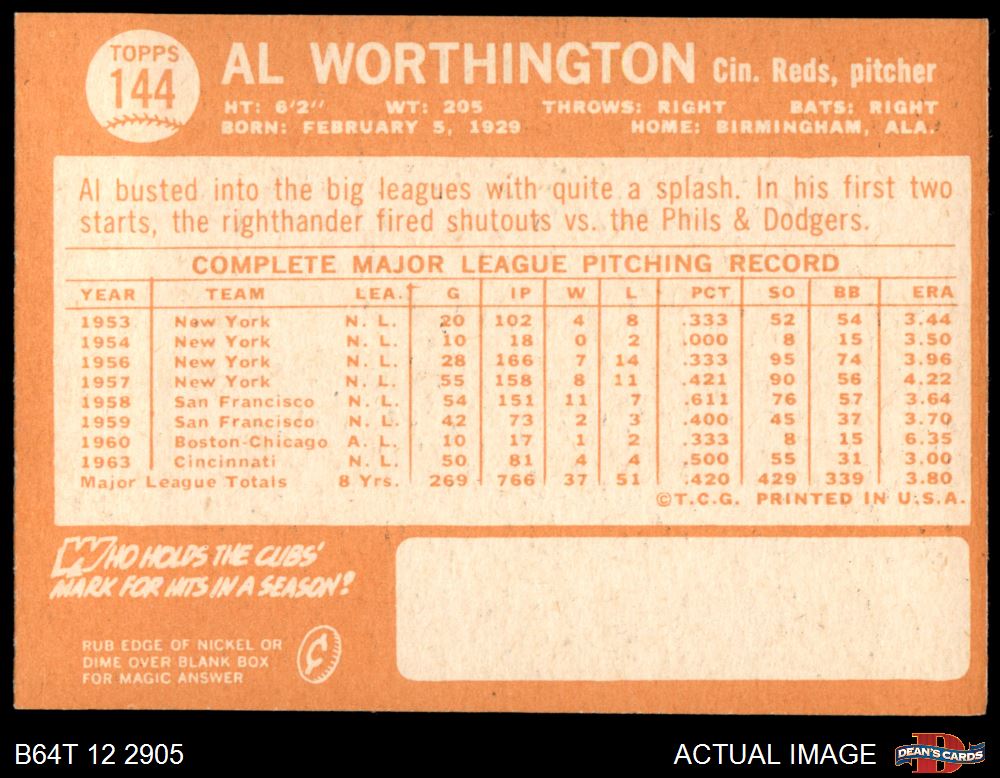 TOPPS
144
AL WORTHINGTON Cin. Reds, pitcher
HT: 6'2" WT: 205 THROWS: RIGHT BATS: RIGHT
BORN: FEBRUARY 5, 1929 HOME: BIRMINGHAM, ALA.
Al busted into the big leagues with quite a splash. In his first two
starts, the righthander fired shutouts vs. the Phils & Dodgers.
COMPLETE MAJOR LEAGUE PITCHING RECORD
YEAR TEAM LEA. G IP W L PCT SO BB ERA
1953 New York N. L. 20 102 4 8 .333 52 54 3.44
1954 New York N. L. 10 18 0 2 .000 8 15 3.50
1956 New York N. L. 28 166 7 14 .333 95 74 3.96
1957 New York N. L. 55 158 8 11 .421 90 56 4.22
1958 San Francisco N. L. 54 151 11 7 .611 76 57 3.64
1959 San Francisco N. L. 42 73 2 3 .400 45 37 3.70
1960 Boston-Chicago A. L. 10 17 1 2 .333 8 15 6.35
1963 Cincinnati N. L. 50 81 4 4 .500 55 31 3.00
Major League Totals 8 Yrs. 269 766 37 51 .420 429 339 3.80
©T.C.G. PRINTED IN U.S.A.
WHO HOLDS THE CUBS'
MARK FOR HITS IN A SEASON?
RUB EDGE OF NICKEL OR
DIME OVER BLANK BOX
FOR MAGIC ANSWER
¢
B64T 12 2905 ACTUAL IMAGE
D
DEAN'S CARDS